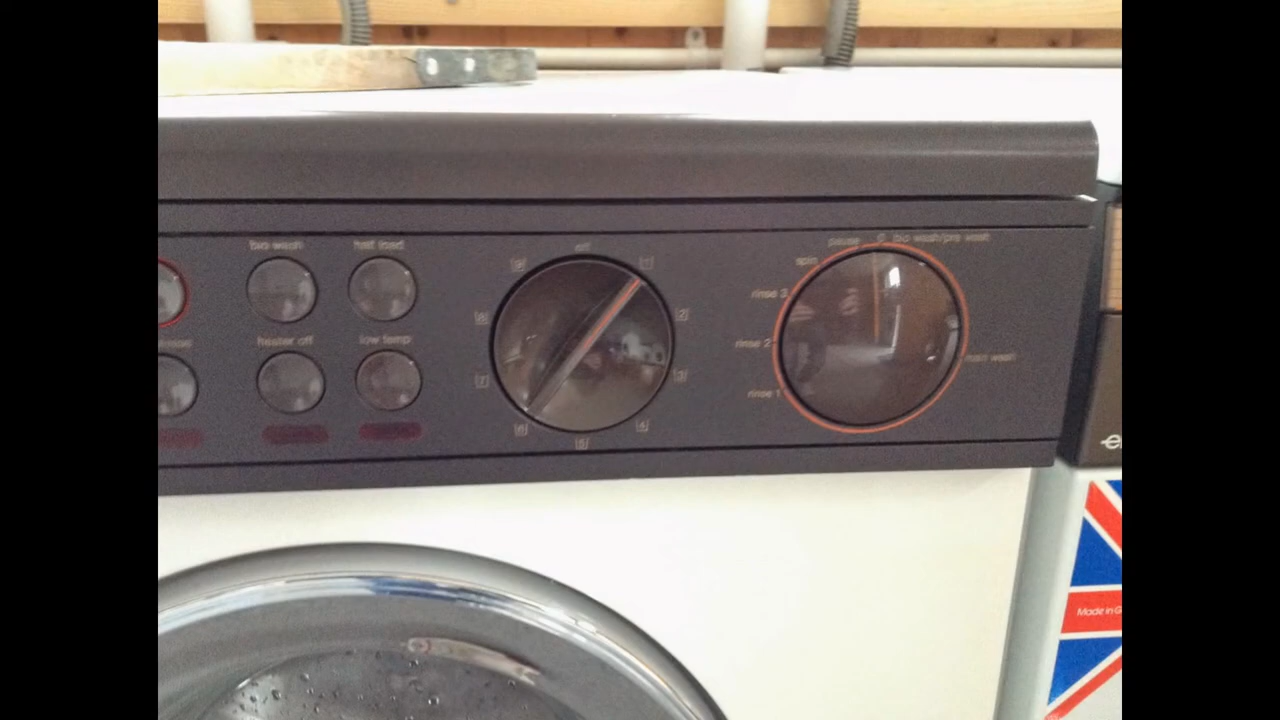 bio wash
fast load
heater off
low temp
off
1
2
3
4
5
6
7
8
9
pause
bio wash/pre wash
spin
rinse 3
rinse 2
rinse 1
main wash
Made in G